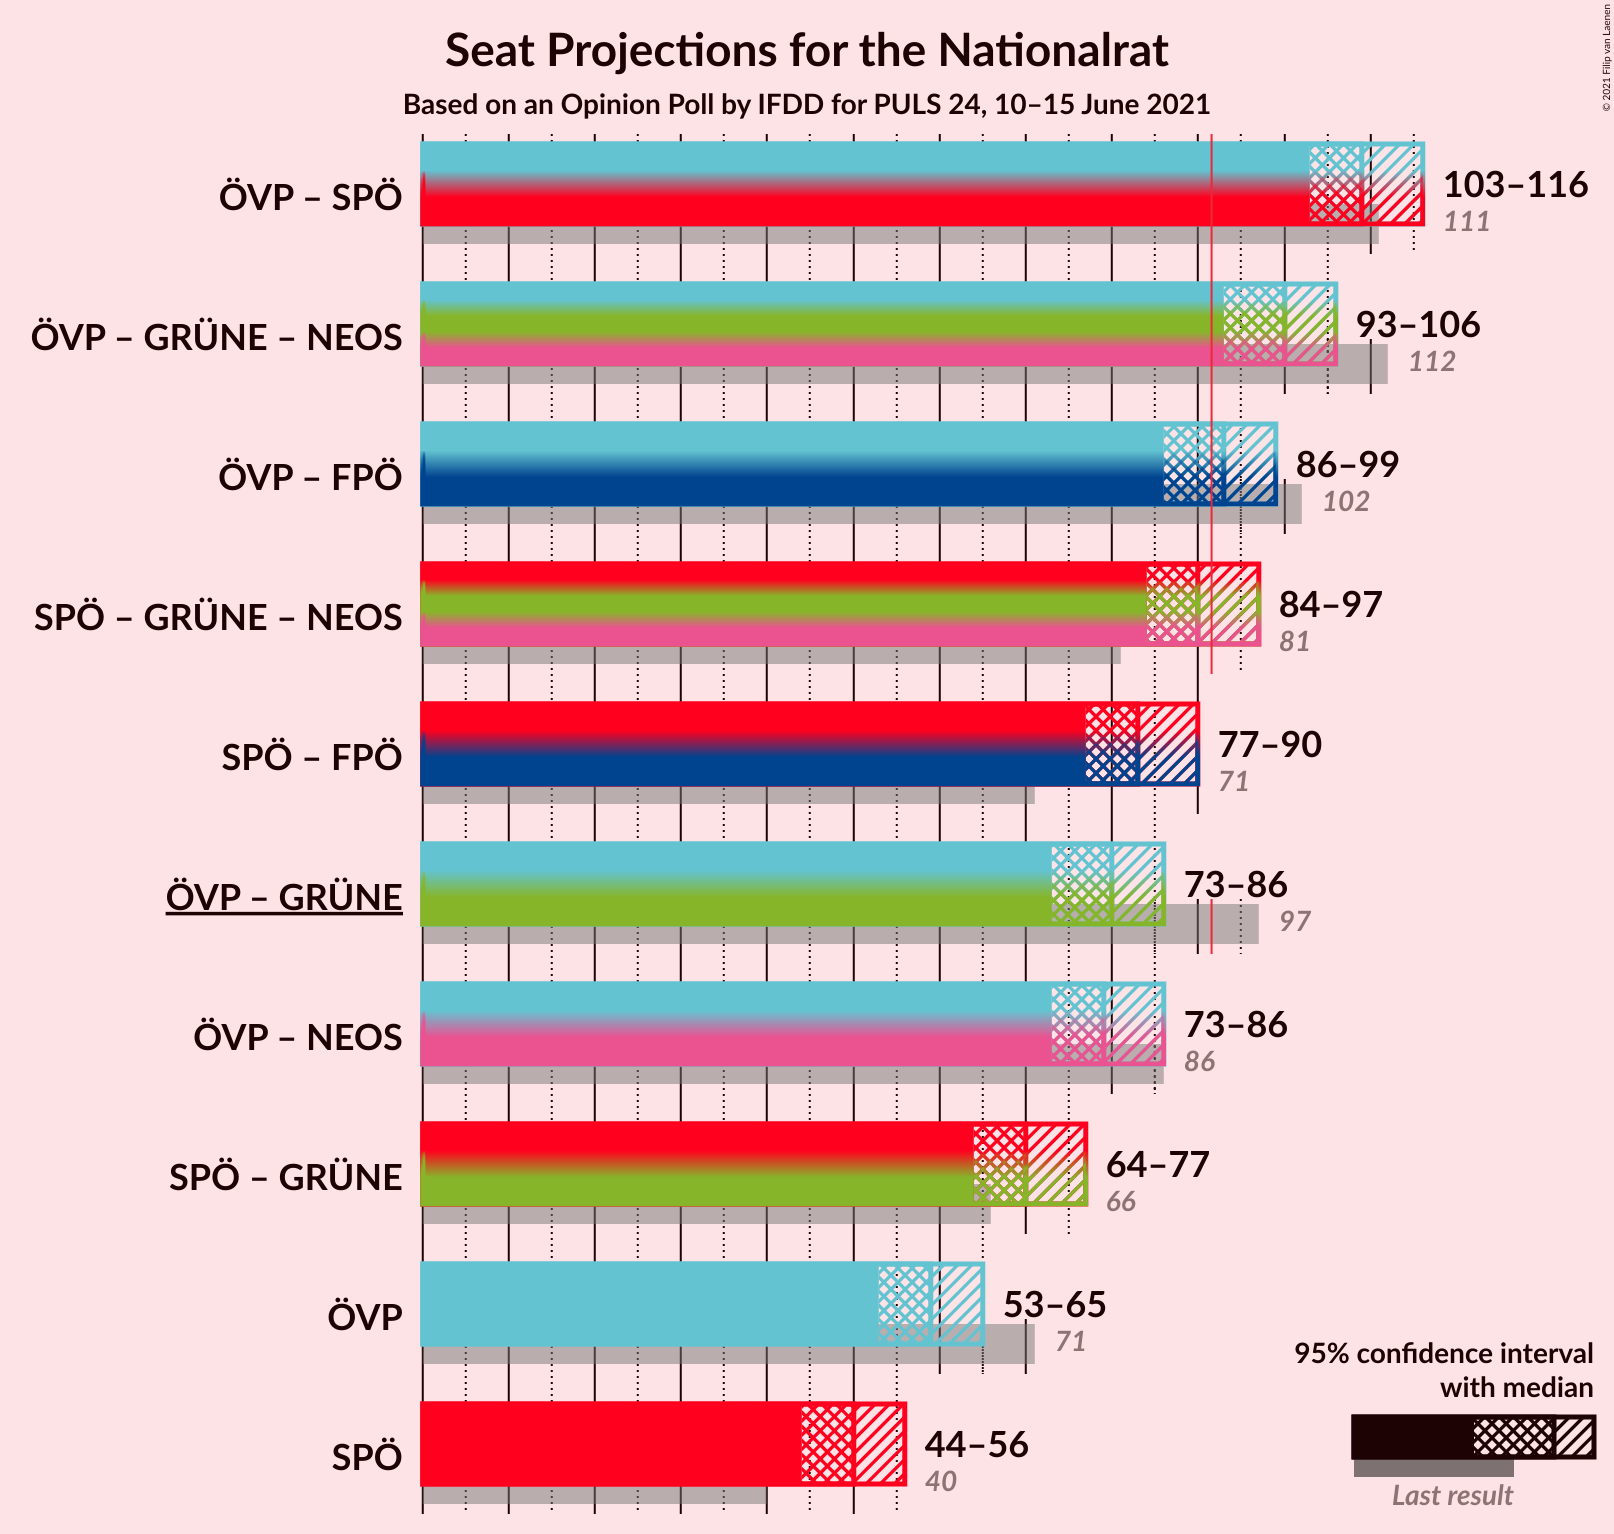 Seat Projections for the Nationalrat
Based on an Opinion Poll by IFDD for PULS 24, 10–15 June 2021
© 2021 Filip van Laenen
ÖVP – SPÖ
103–116
111
ÖVP – GRÜNE – NEOS
93–106
112
ÖVP – FPÖ
86–99
102
SPÖ – GRÜNE – NEOS
84–97
81
SPÖ – FPÖ
77–90
71
ÖVP – GRÜNE
73–86
97
ÖVP – NEOS
73–86
86
SPÖ – GRÜNE
64–77
66
ÖVP
53–65
71
SPÖ
44–56
40
95% confidence interval
with median
Last result